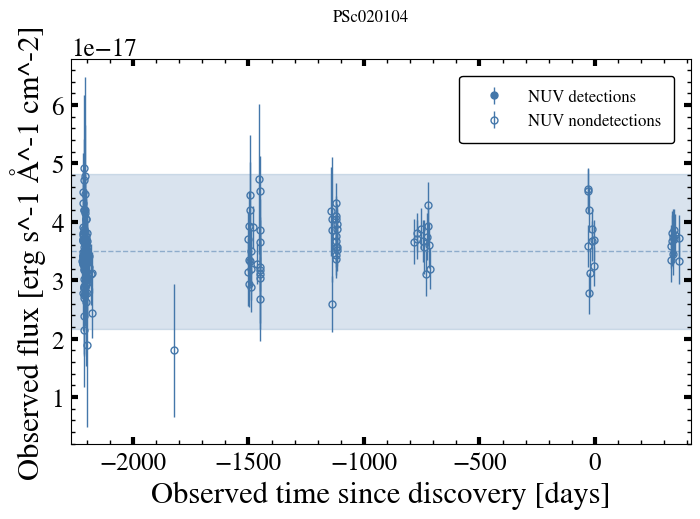 PSc020104
1e−17
Observed flux [erg s^-1 Å^-1 cm^-2]
6
5
4
3
2
1
NUV detections
NUV nondetections
−2000
−1500
−1000
−500
0
Observed time since discovery [days]